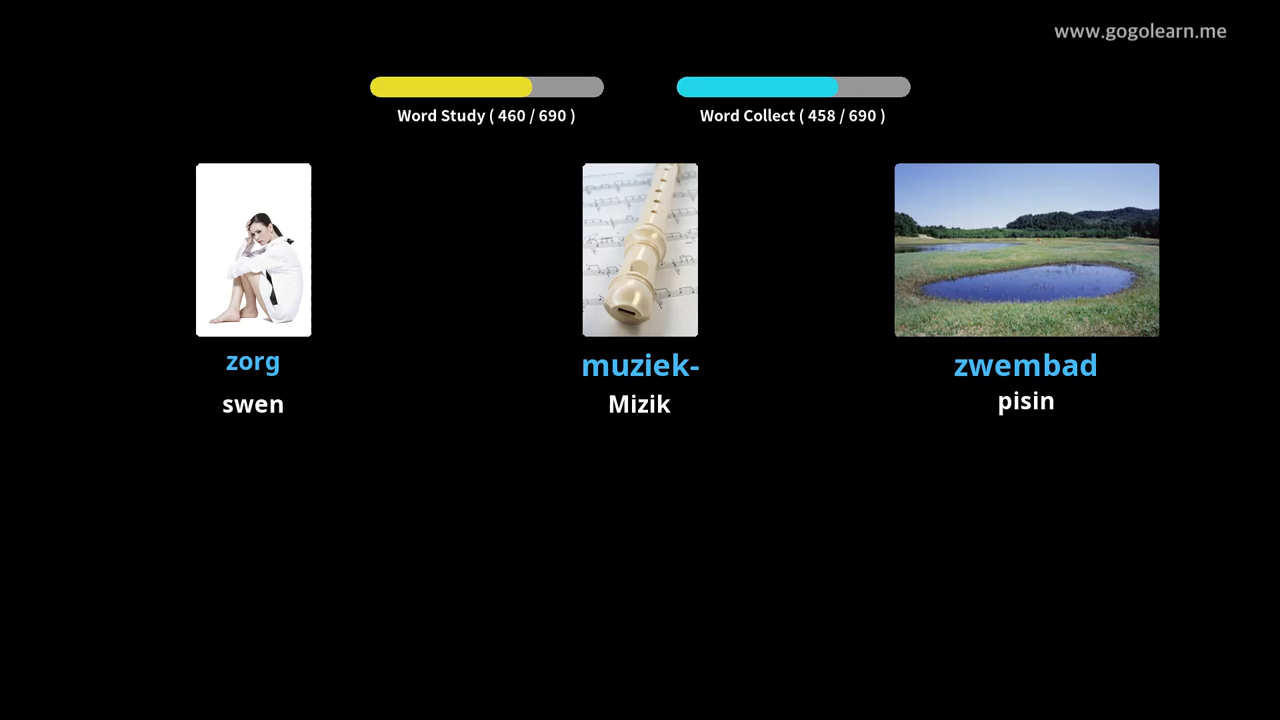 www.gogolearn.me
Word Study ( 460 / 690 )
Word Collect ( 458 / 690 )
zorg
swen
muziek-
Mizik
zwembad
pisin